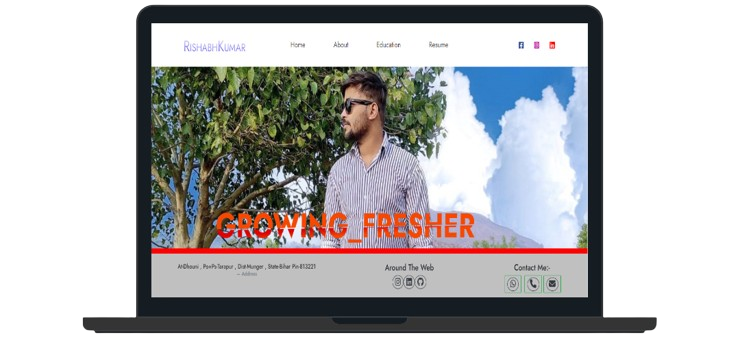 RISHABHKUMAR
Home About Education Resume
GROWING_FRESHER
At-Dhouni , Po+Ps-Tarapur , Dist-Munger , State-Bihar Pin-813221
-- Address
Around The Web
Contact Me:-